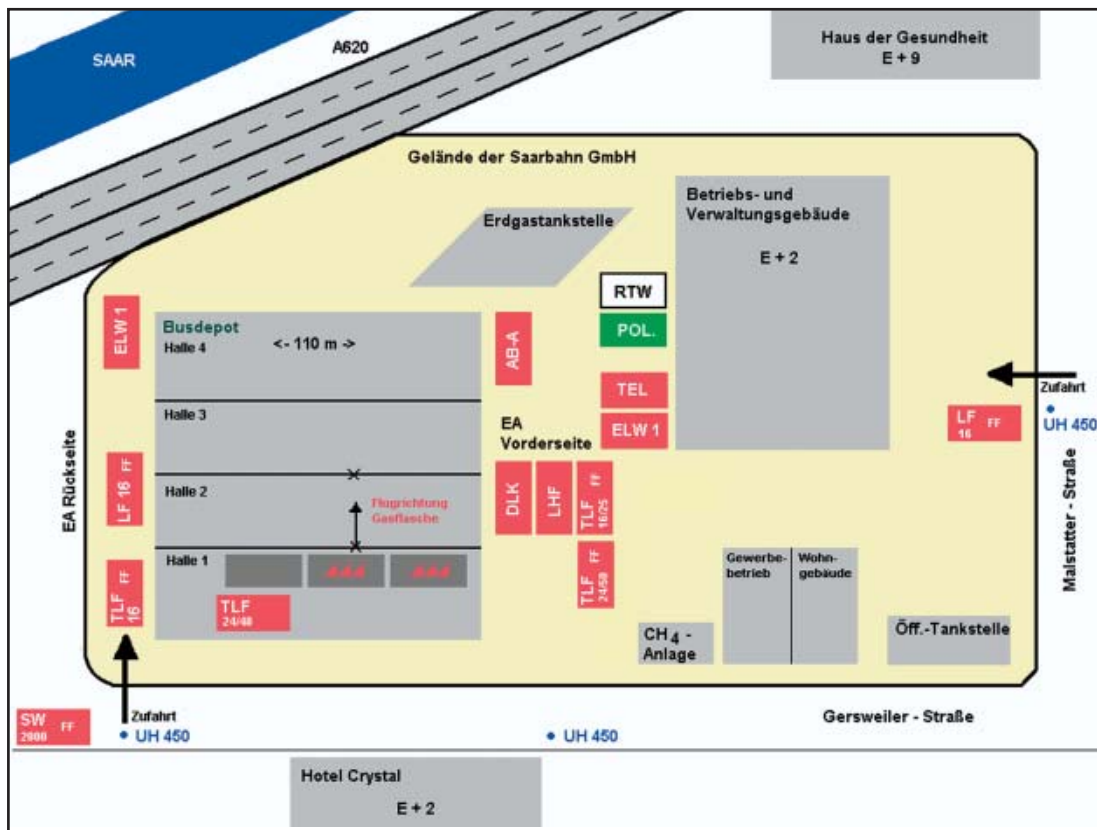 SAAR
A620
Haus der Gesundheit
E + 9
Gelände der Saarbahn GmbH
Betriebs- und
Verwaltungsgebäude
E + 2
Erdgastankstelle
RTW
POL.
TEL
ELW 1
ELW 1
Busdepot
Halle 4
<- 110 m ->
AB-A
Halle 3
EA
Vorderseite
Halle 2
Flugrichtung
Gasflasche
Halle 1
EA Rückseite
LF 16 FF
TLF FF
16
DLK
LHF
TLF FF
16/25
TLF FF
24/50
TLF
24/48
Zufahrt
LF FF
16
UH 450
Malstatter - Straße
Gewerbe-
betrieb
Wohn-
gebäude
CH4 -
Anlage
Öff.-Tankstelle
SW FF
2000
Zufahrt
UH 450
UH 450
Gersweiler - Straße
Hotel Crystal
E + 2